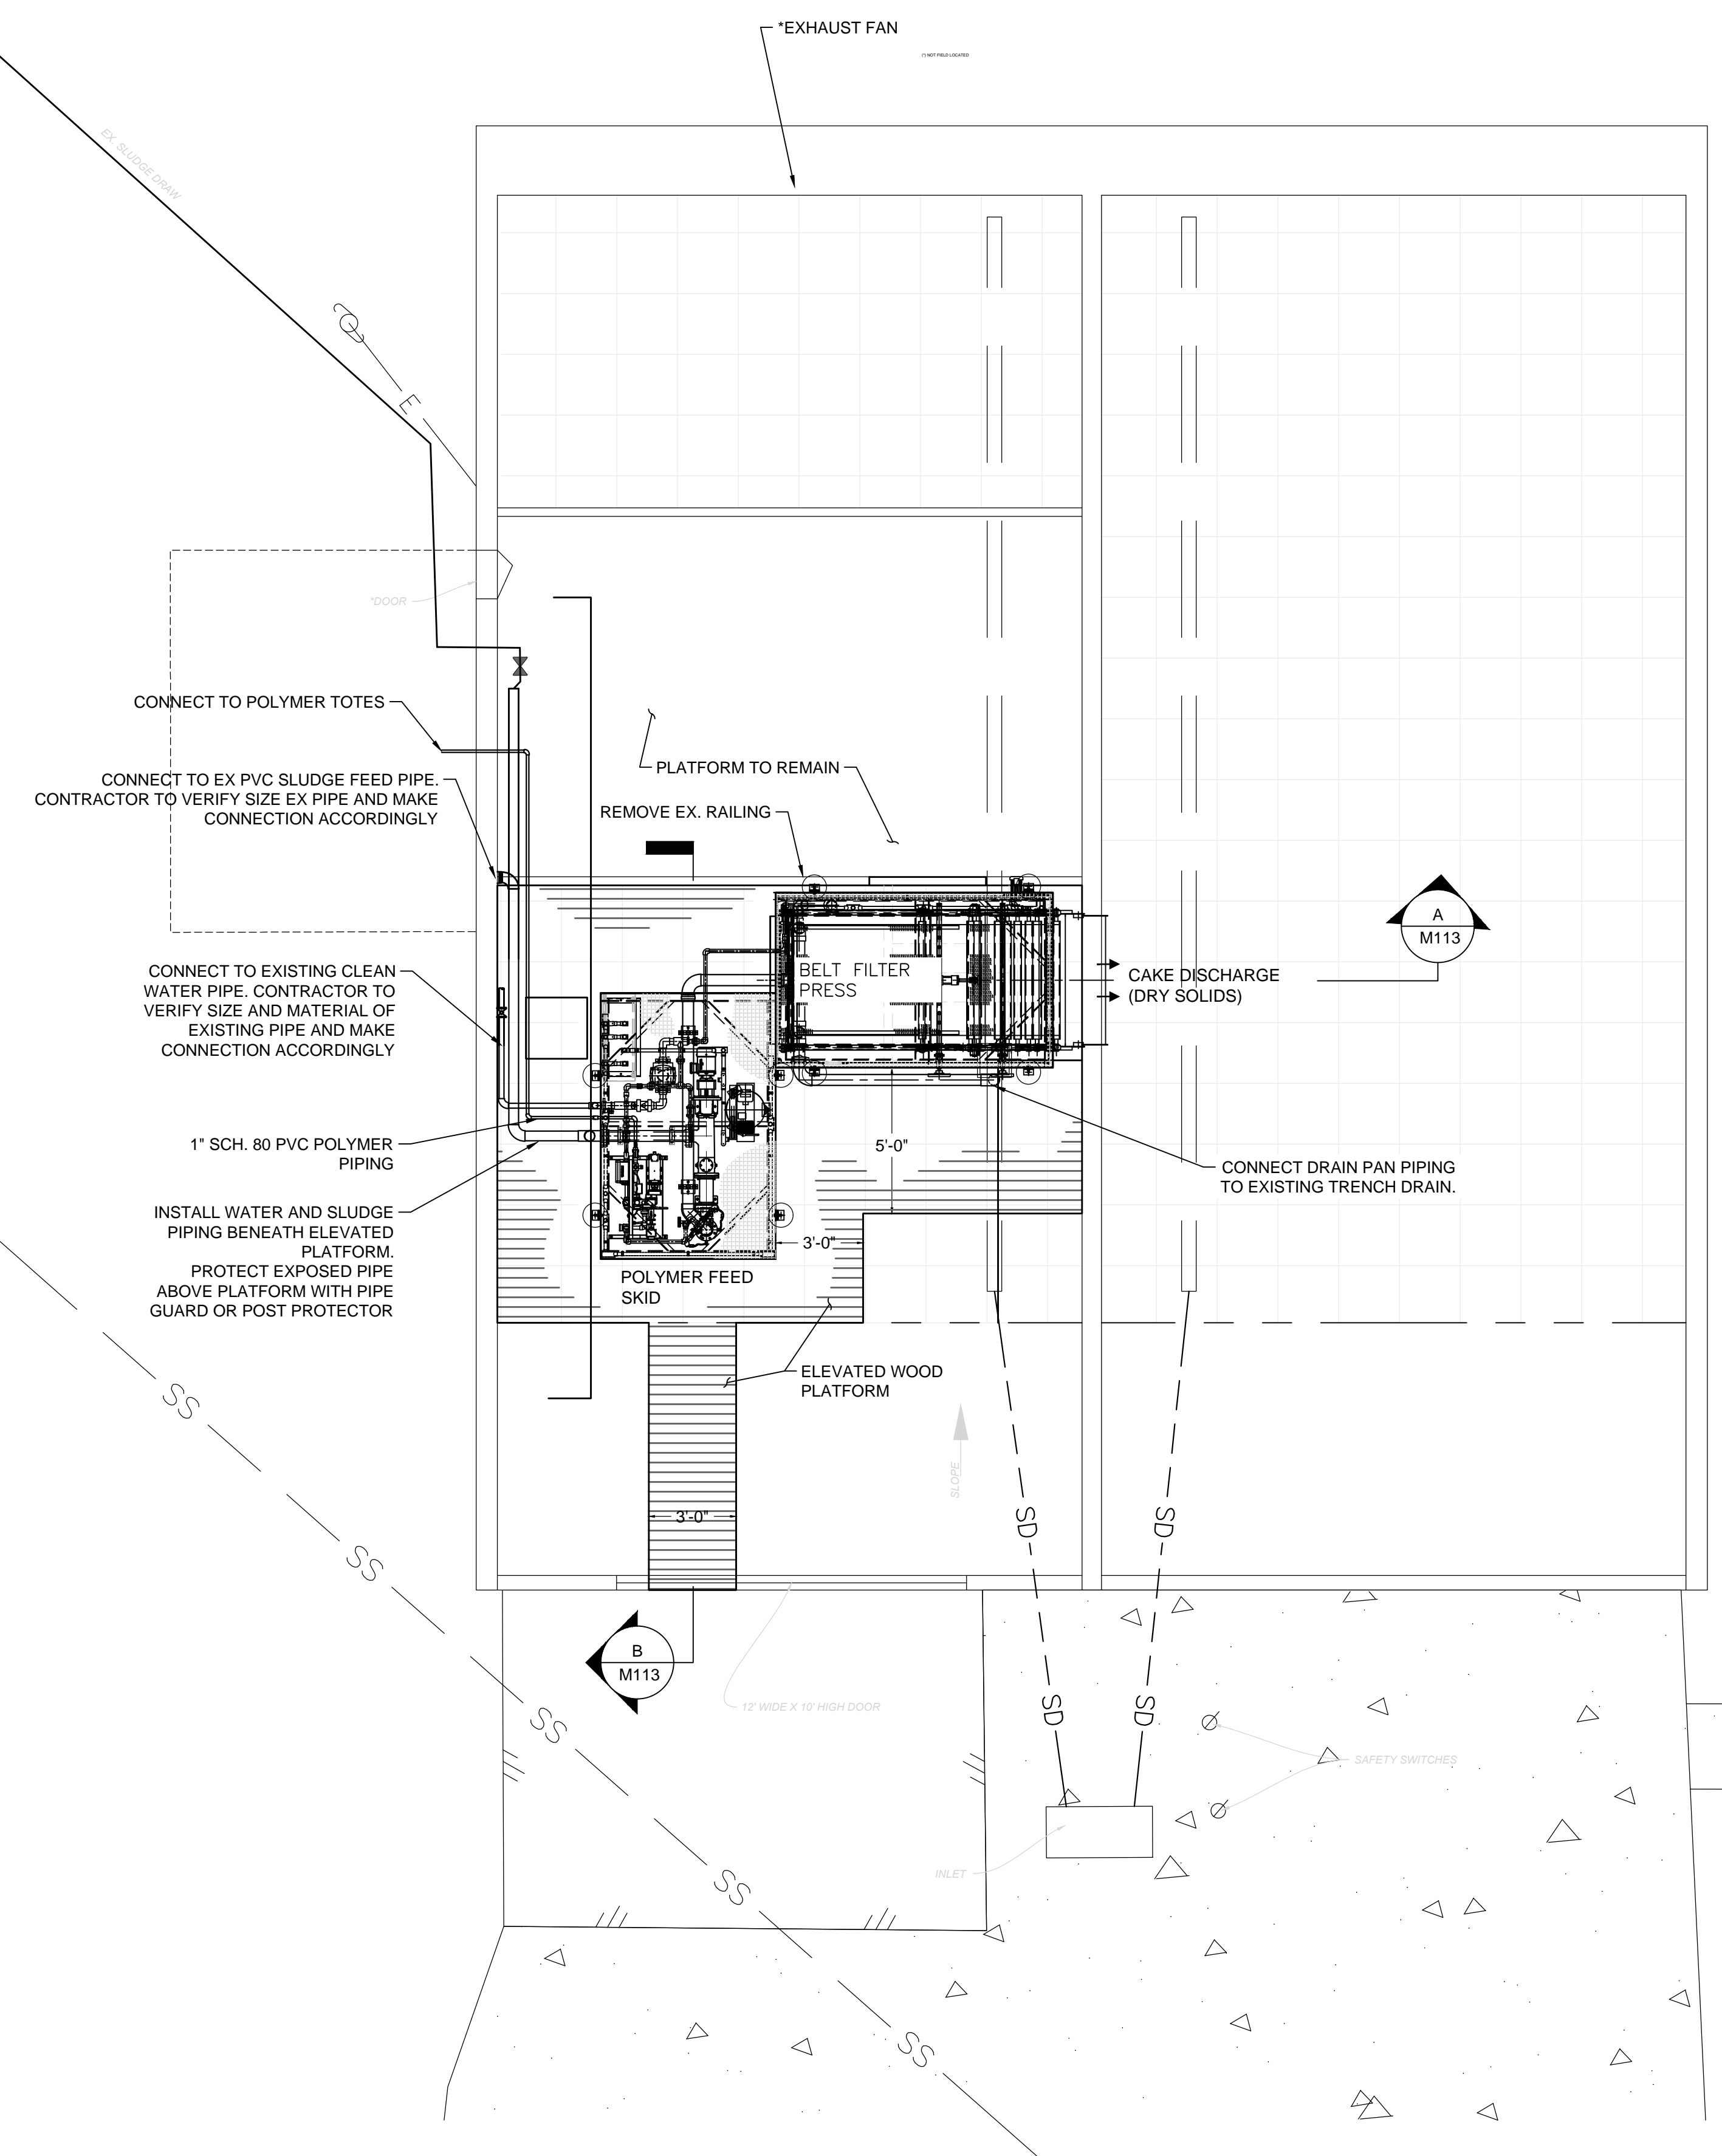 *EXHAUST FAN
(*) NOT FIELD LOCATED
EX. SLUDGE DRAW
E
*DOOR
CONNECT TO POLYMER TOTES
PLATFORM TO REMAIN
CONNECT TO EX PVC SLUDGE FEED PIPE.
CONTRACTOR TO VERIFY SIZE EX PIPE AND MAKE
CONNECTION ACCORDINGLY
REMOVE EX. RAILING
A
M113
BELT FILTER
PRESS
CAKE DISCHARGE
(DRY SOLIDS)
CONNECT TO EXISTING CLEAN
WATER PIPE. CONTRACTOR TO
VERIFY SIZE AND MATERIAL OF
EXISTING PIPE AND MAKE
CONNECTION ACCORDINGLY
1" SCH. 80 PVC POLYMER
PIPING
5'-0"
CONNECT DRAIN PAN PIPING
TO EXISTING TRENCH DRAIN.
INSTALL WATER AND SLUDGE
PIPING BENEATH ELEVATED
PLATFORM.
PROTECT EXPOSED PIPE
ABOVE PLATFORM WITH PIPE
GUARD OR POST PROTECTOR
3'-0"
POLYMER FEED
SKID
ELEVATED WOOD
PLATFORM
SS
SLOPE
3'-0"
SD
SD
SS
B
M113
12' WIDE X 10' HIGH DOOR
SD
SD
SS
SAFETY SWITCHES
INLET
SS
SS